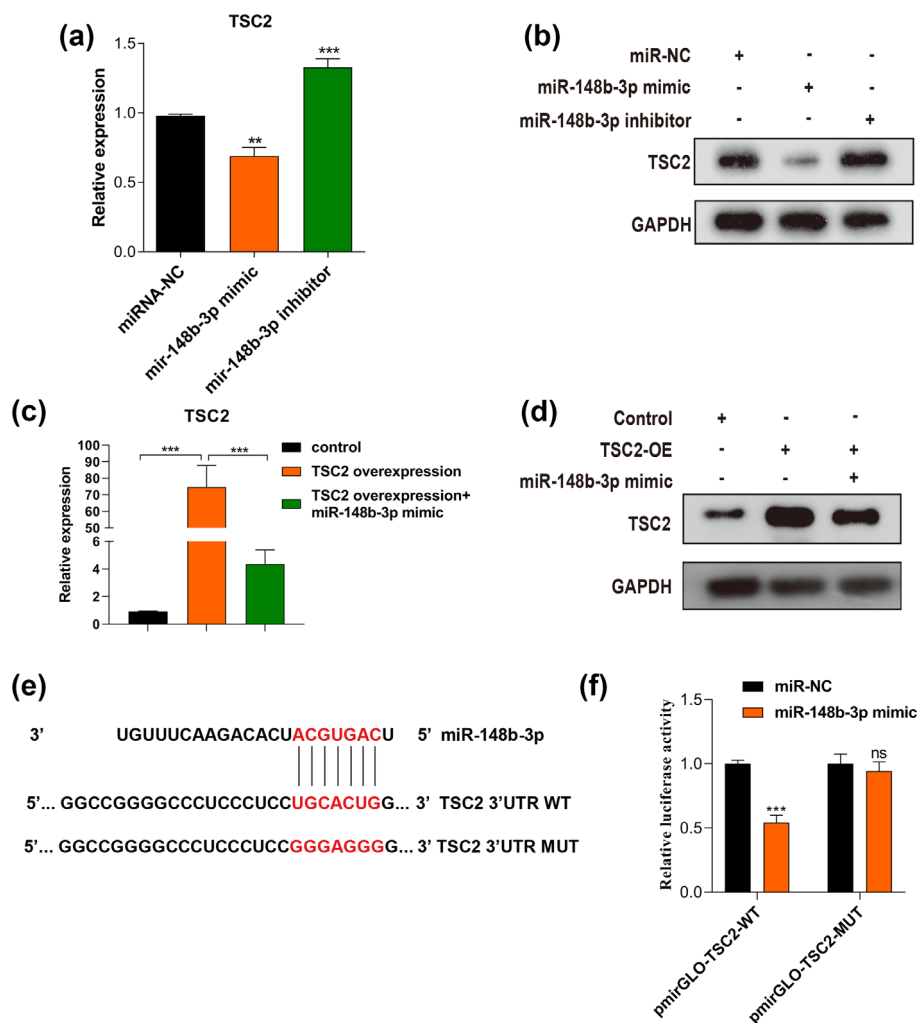 (a)
TSC2
Relative expression
1.5
1.0
0.5
0.0
**
***
miRNA-NC
mir-148b-3p mimic
mir-148b-3p inhibitor
(b)
miR-NC + - -
miR-148b-3p mimic - + -
miR-148b-3p inhibitor - - +
TSC2
GAPDH
(c)
TSC2
Relative expression
100
90
80
70
60
50
6
4
2
0
*** ***
control
TSC2 overexpression
TSC2 overexpression+
miR-148b-3p mimic
(d)
Control + - -
TSC2-OE - + +
miR-148b-3p mimic - - +
TSC2
GAPDH
(e)
3’ UGUUUCAAGACACUACGUGACU 5’ miR-148b-3p
5’... GGCCGGGGCCCUCCCUCCUGCACUGG... 3’ TSC2 3’UTR WT
5’... GGCCGGGGCCCUCCCUCCGGGAGGGG... 3’ TSC2 3’UTR MUT
(f)
miR-NC
miR-148b-3p mimic
Relative luciferase activity
1.5
1.0
0.5
0.0
***
ns
pmirGLO-TSC2-WT
pmirGLO-TSC2-MUT